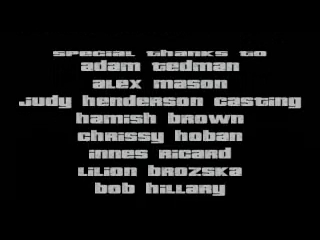 special thanks to
adam tedman
alex mason
judy henderson casting
hamish brown
chrissy hoban
innes ricard
lilion brozska
bob hillary